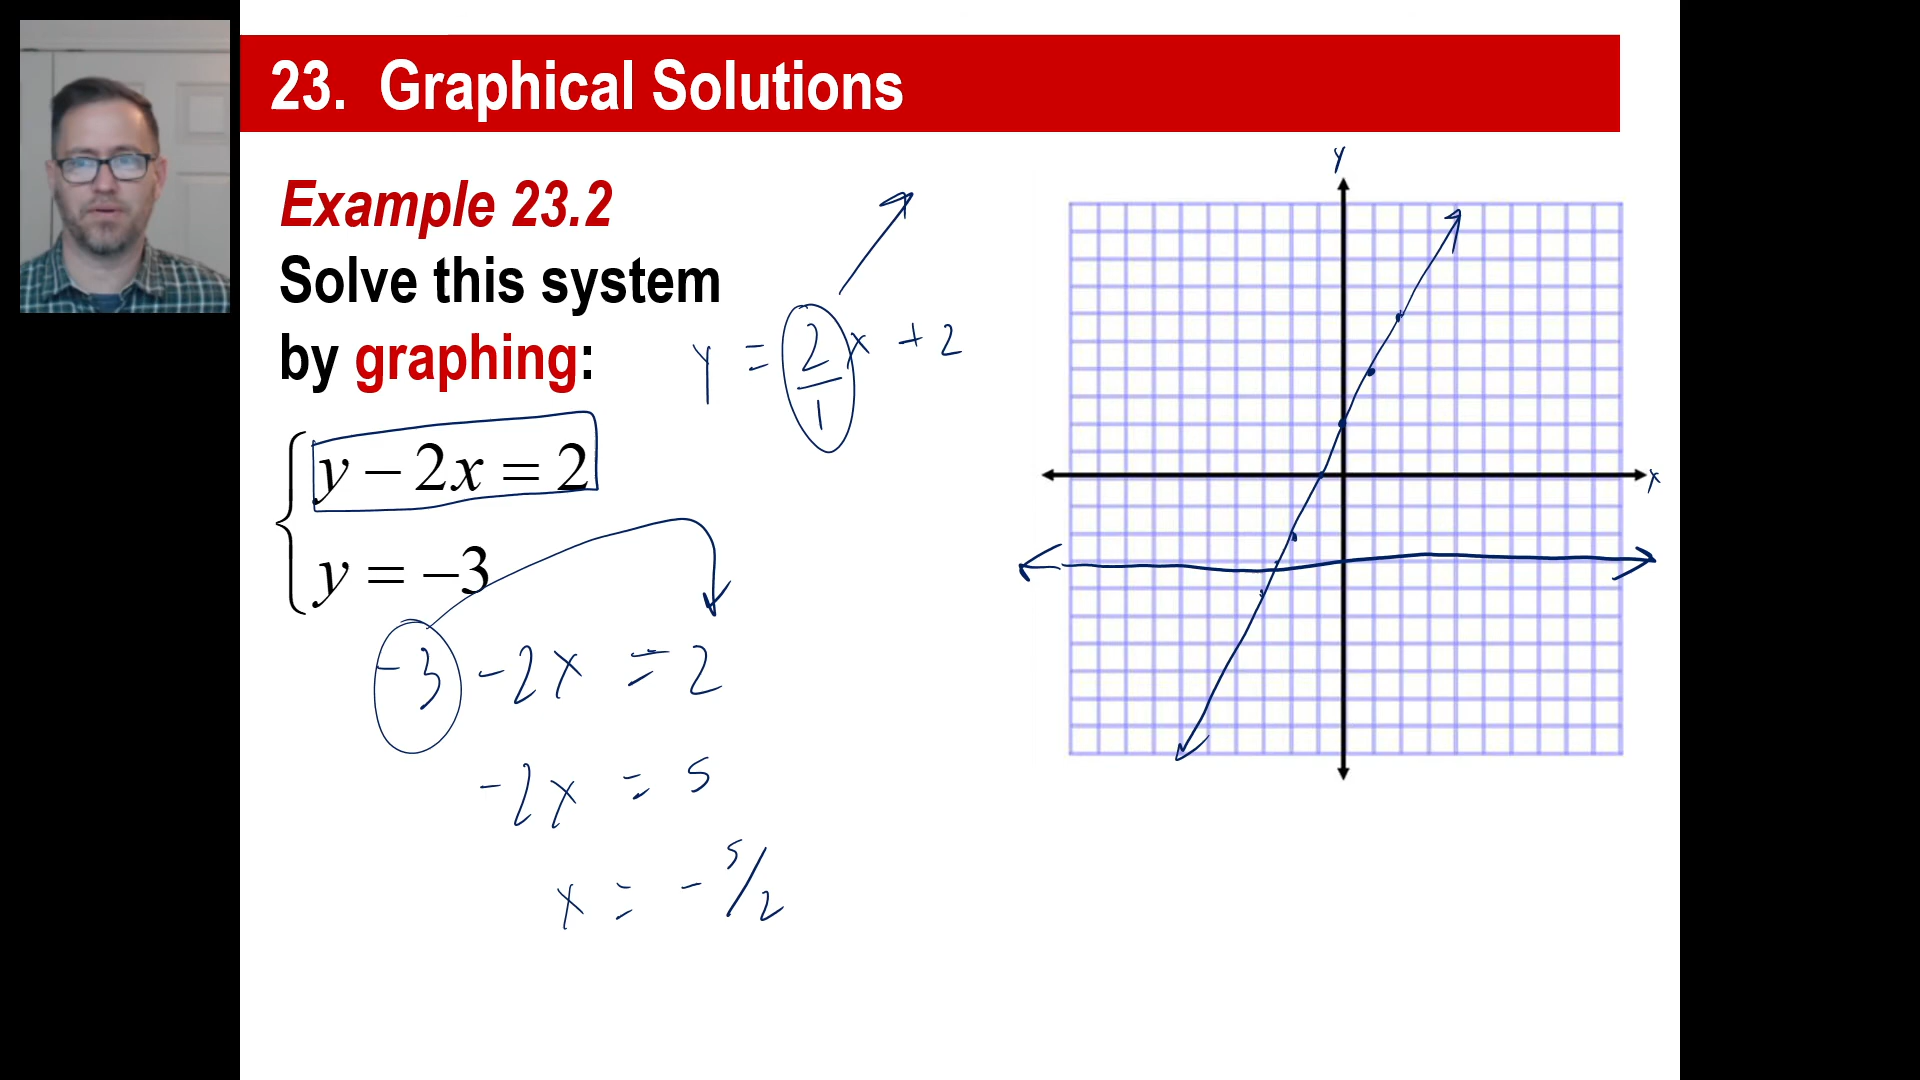 23. Graphical Solutions
Example 23.2
Solve this system
by graphing:
y = 2/1 x + 2
y − 2x = 2
y = −3
-3 - 2x = 2
-2x = 5
x = - 5/2
y
x